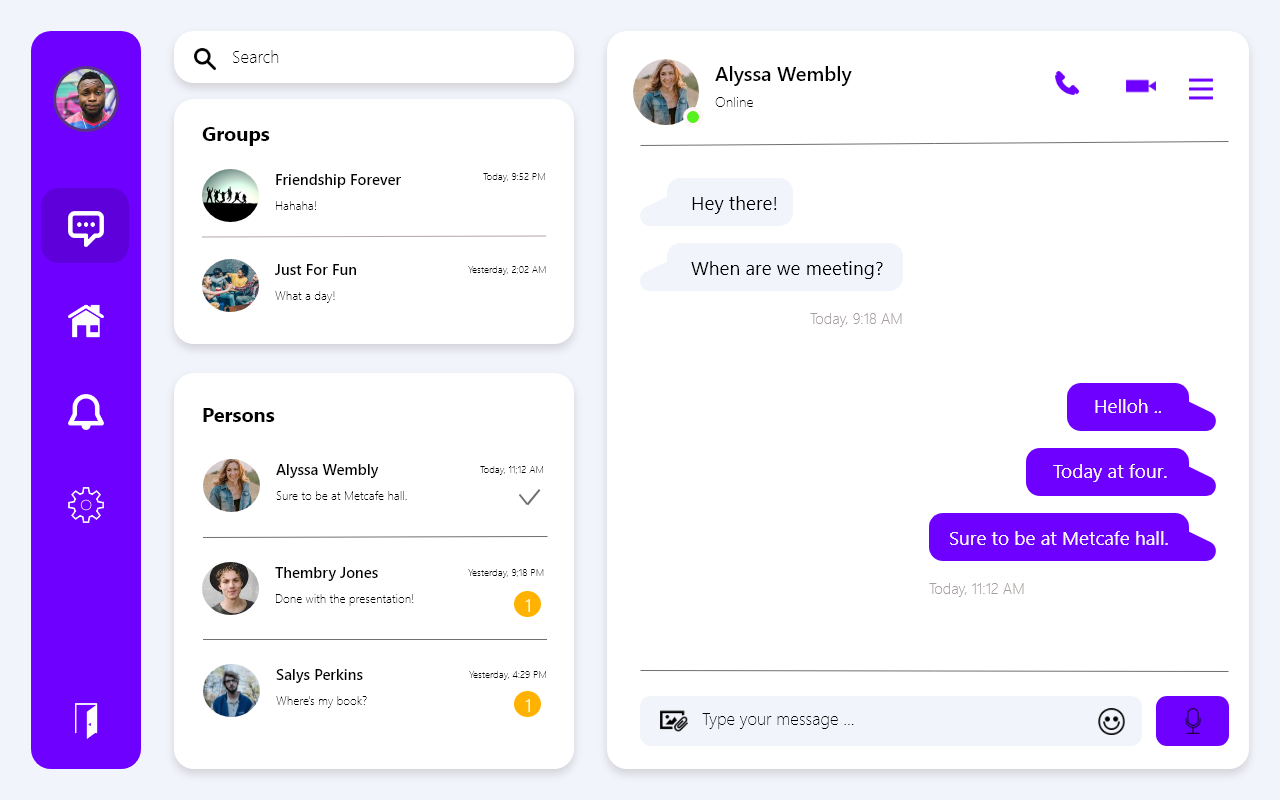 Search
Groups
Friendship Forever
Today, 9:52 PM
Hahaha!
Just For Fun
Yesterday, 2:02 AM
What a day!
Persons
Alyssa Wembly
Today, 11:12 AM
Sure to be at Metcafe hall.
Thembry Jones
Yesterday, 9;18 PM
Done with the presentation!
1
Salys Perkins
Yesterday, 4:29 PM
Where's my book?
1
Alyssa Wembly
Online
Hey there!
When are we meeting?
Today, 9:18 AM
Helloh ..
Today at four.
Sure to be at Metcafe hall.
Today, 11:12 AM
Type your message ...